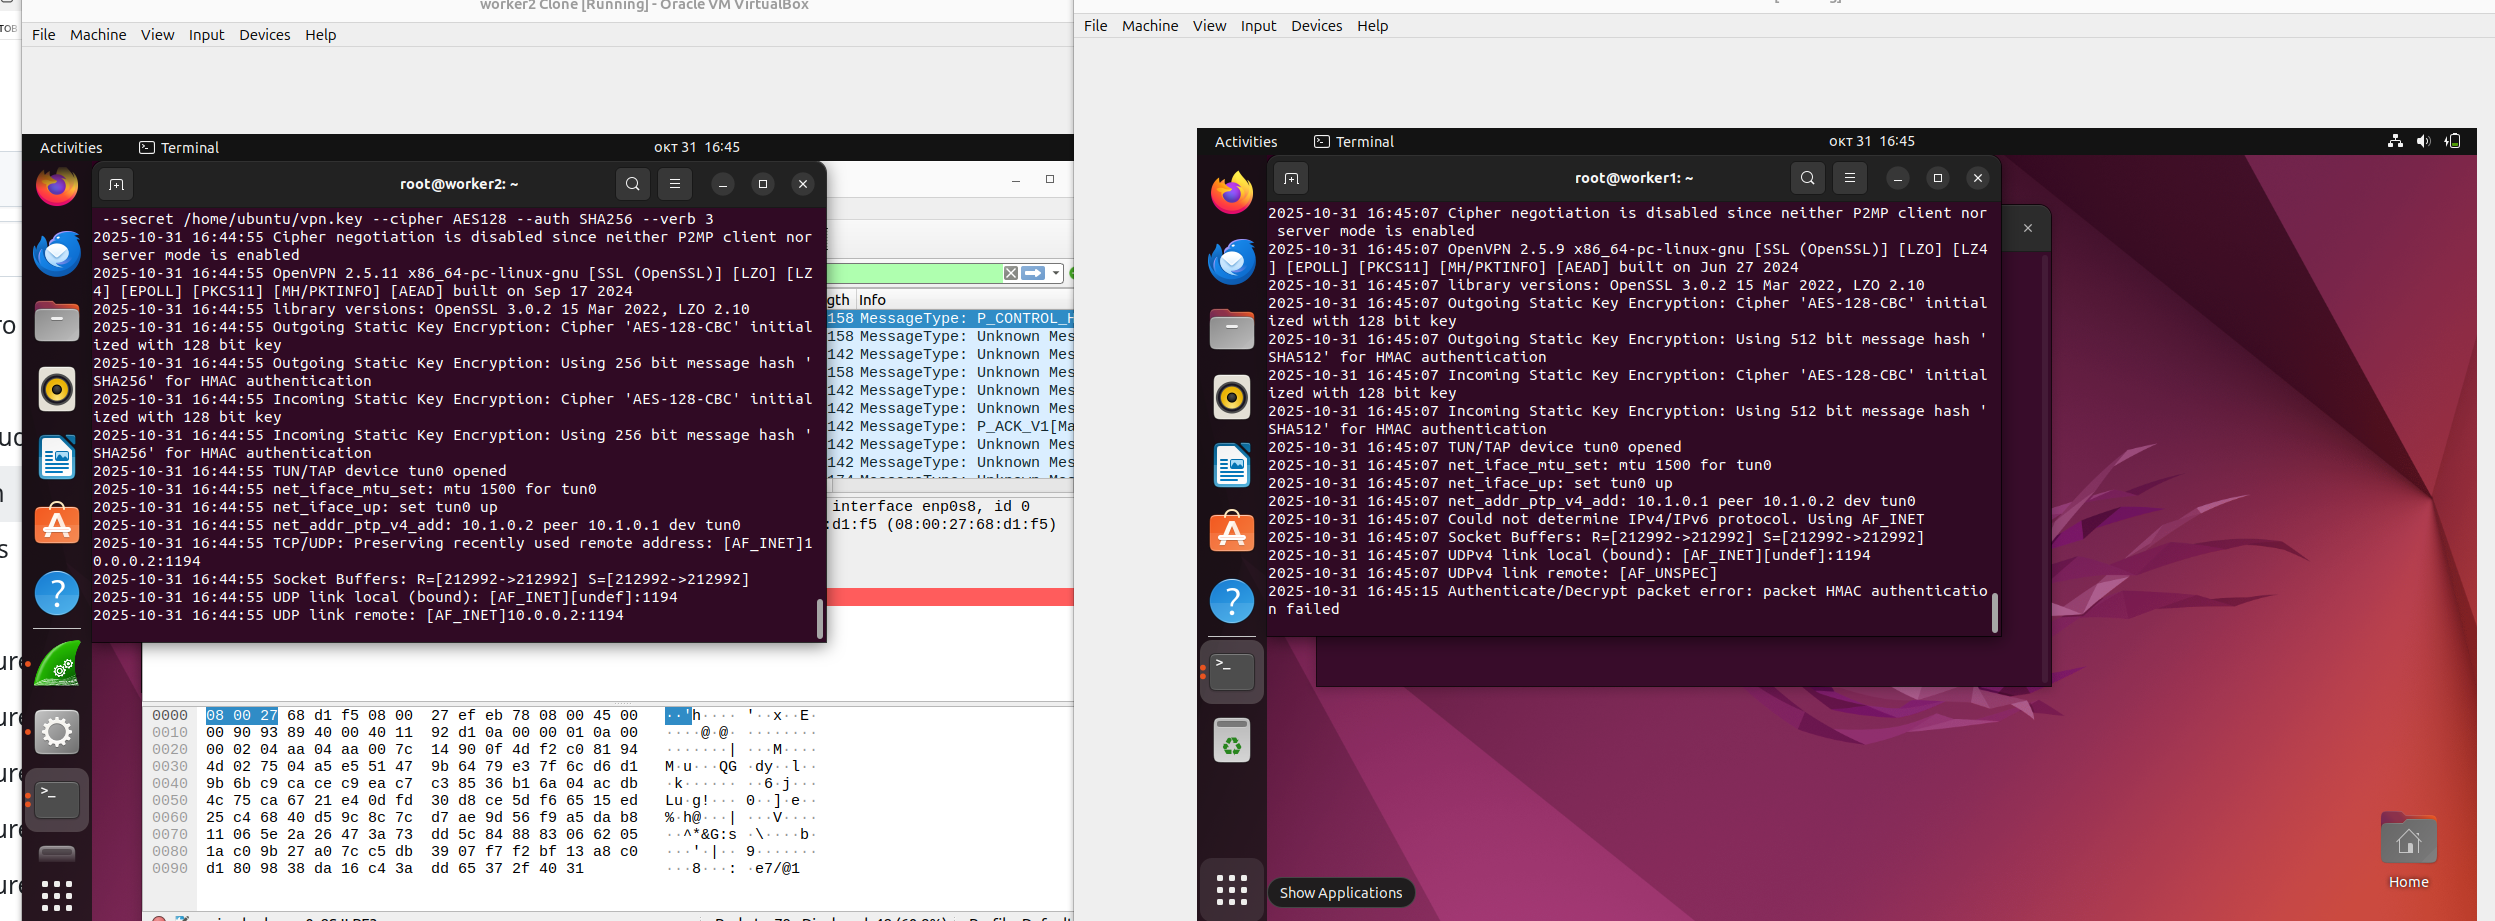 worker2 Clone [Running] - Oracle VM VirtualBox
File Machine View Input Devices Help
Activities
Terminal
окт 31 16:45
root@worker2: ~
--secret /home/ubuntu/vpn.key --cipher AES128 --auth SHA256 --verb 3
2025-10-31 16:44:55 Cipher negotiation is disabled since neither P2MP client nor
server mode is enabled
2025-10-31 16:44:55 OpenVPN 2.5.11 x86_64-pc-linux-gnu [SSL (OpenSSL)] [LZO] [LZ
4] [EPOLL] [PKCS11] [MH/PKTINFO] [AEAD] built on Sep 17 2024
2025-10-31 16:44:55 library versions: OpenSSL 3.0.2 15 Mar 2022, LZO 2.10
2025-10-31 16:44:55 Outgoing Static Key Encryption: Cipher 'AES-128-CBC' initial
ized with 128 bit key
2025-10-31 16:44:55 Outgoing Static Key Encryption: Using 256 bit message hash '
SHA256' for HMAC authentication
2025-10-31 16:44:55 Incoming Static Key Encryption: Cipher 'AES-128-CBC' initial
ized with 128 bit key
2025-10-31 16:44:55 Incoming Static Key Encryption: Using 256 bit message hash '
SHA256' for HMAC authentication
2025-10-31 16:44:55 TUN/TAP device tun0 opened
2025-10-31 16:44:55 net_iface_mtu_set: mtu 1500 for tun0
2025-10-31 16:44:55 net_iface_up: set tun0 up
2025-10-31 16:44:55 net_addr_ptp_v4_add: 10.1.0.2 peer 10.1.0.1 dev tun0
2025-10-31 16:44:55 TCP/UDP: Preserving recently used remote address: [AF_INET]1
0.0.0.2:1194
2025-10-31 16:44:55 Socket Buffers: R=[212992->212992] S=[212992->212992]
2025-10-31 16:44:55 UDP link local (bound): [AF_INET][undef]:1194
2025-10-31 16:44:55 UDP link remote: [AF_INET]10.0.0.2:1194
gth Info
158 MessageType: P_CONTROL_H
158 MessageType: Unknown Mes
142 MessageType: Unknown Mes
158 MessageType: Unknown Mes
142 MessageType: Unknown Mes
142 MessageType: Unknown Mes
142 MessageType: P_ACK_V1[Ma
142 MessageType: Unknown Mes
142 MessageType: Unknown Mes
interface enp0s8, id 0
:d1:f5 (08:00:27:68:d1:f5)
0000 08 00 27 68 d1 f5 08 00 27 ef eb 78 08 00 45 00 ··'h···· '··x··E·
0010 00 90 93 89 40 00 40 11 92 d1 0a 00 00 01 0a 00 ····@·@· ········
0020 00 02 04 aa 04 aa 00 7c 14 90 0f 4d f2 c0 81 94 ·······| ···M····
0030 4d 02 75 04 a5 e5 51 47 9b 64 79 e3 7f 6c d6 d1 M·u···QG ·dy··l··
0040 9b 6b c9 ca ce c9 ea c7 c3 85 36 b1 6a 04 ac db ·k······ ··6·j···
0050 4c 75 ca 67 21 e4 0d fd 30 d8 ce 5d f6 65 15 ed Lu·g!··· 0··]·e··
0060 25 c4 68 40 d5 9c 8c 7c d7 ae 9d 56 f9 a5 da b8 %·h@···| ···V····
0070 11 06 5e 2a 26 47 3a 73 dd 5c 84 88 83 06 62 05 ··^*&G:s ·\····b·
0080 1a c0 9b 27 a0 7c c5 db 39 07 f7 f2 bf 13 a8 c0 ···'·|·· 9·······
0090 d1 80 98 38 da 16 c4 3a dd 65 37 2f 40 31 ···8···: ·e7/@1
File Machine View Input Devices Help
Activities
Terminal
окт 31 16:45
root@worker1: ~
2025-10-31 16:45:07 Cipher negotiation is disabled since neither P2MP client nor
server mode is enabled
2025-10-31 16:45:07 OpenVPN 2.5.9 x86_64-pc-linux-gnu [SSL (OpenSSL)] [LZO] [LZ4
] [EPOLL] [PKCS11] [MH/PKTINFO] [AEAD] built on Jun 27 2024
2025-10-31 16:45:07 library versions: OpenSSL 3.0.2 15 Mar 2022, LZO 2.10
2025-10-31 16:45:07 Outgoing Static Key Encryption: Cipher 'AES-128-CBC' initial
ized with 128 bit key
2025-10-31 16:45:07 Outgoing Static Key Encryption: Using 512 bit message hash '
SHA512' for HMAC authentication
2025-10-31 16:45:07 Incoming Static Key Encryption: Cipher 'AES-128-CBC' initial
ized with 128 bit key
2025-10-31 16:45:07 Incoming Static Key Encryption: Using 512 bit message hash '
SHA512' for HMAC authentication
2025-10-31 16:45:07 TUN/TAP device tun0 opened
2025-10-31 16:45:07 net_iface_mtu_set: mtu 1500 for tun0
2025-10-31 16:45:07 net_iface_up: set tun0 up
2025-10-31 16:45:07 net_addr_ptp_v4_add: 10.1.0.1 peer 10.1.0.2 dev tun0
2025-10-31 16:45:07 Could not determine IPv4/IPv6 protocol. Using AF_INET
2025-10-31 16:45:07 Socket Buffers: R=[212992->212992] S=[212992->212992]
2025-10-31 16:45:07 UDPv4 link local (bound): [AF_INET][undef]:1194
2025-10-31 16:45:07 UDPv4 link remote: [AF_UNSPEC]
2025-10-31 16:45:15 Authenticate/Decrypt packet error: packet HMAC authenticatio
n failed
Show Applications
Home